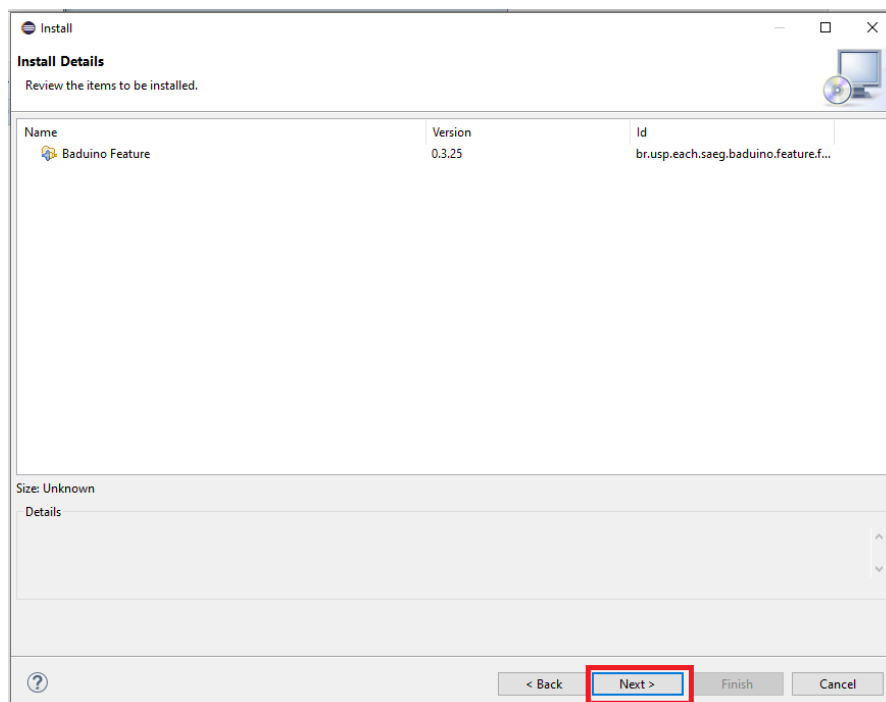 Install
Install Details
Review the items to be installed.
Name Version Id
Baduino Feature 0.3.25 br.usp.each.saeg.baduino.feature.f...
Size: Unknown
Details
? < Back Next > Finish Cancel